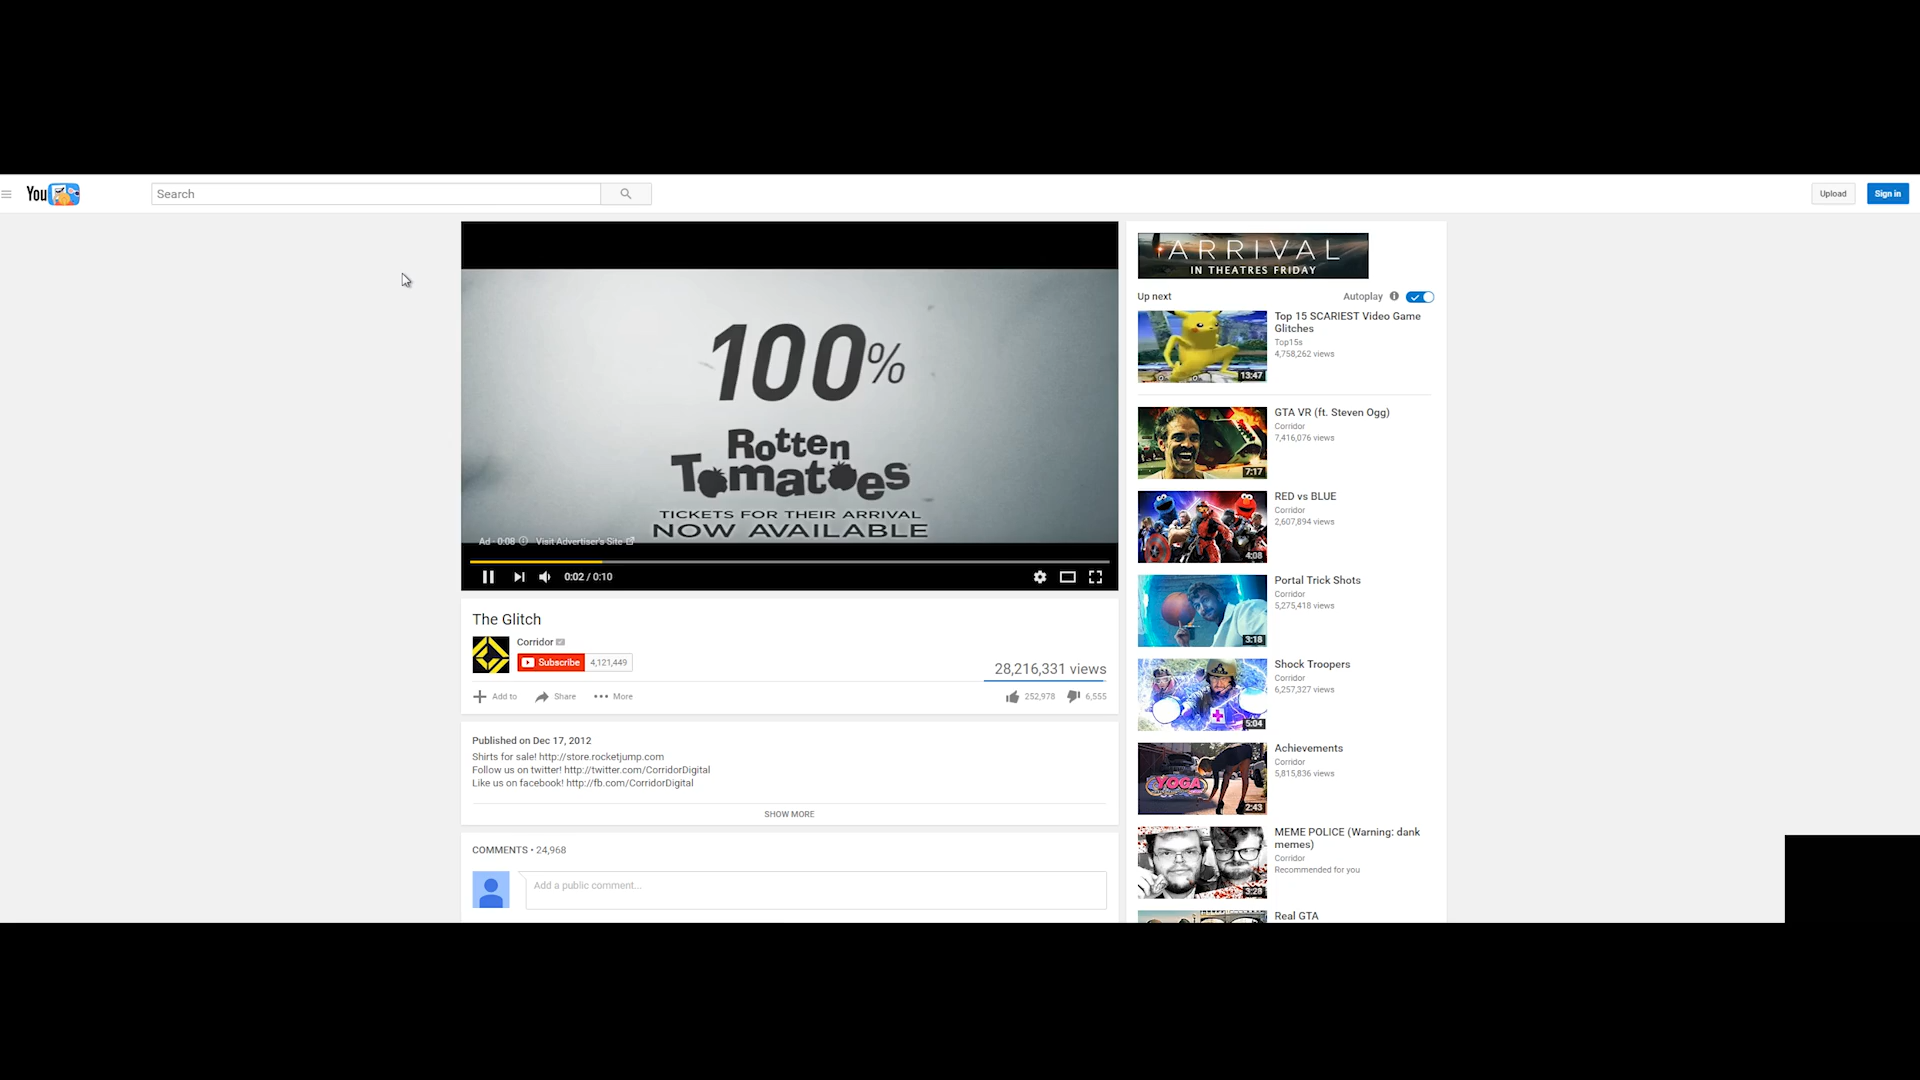 You
Search
Upload
Sign in
100%
Rotten
Tomatoes
TICKETS FOR THEIR ARRIVAL
NOW AVAILABLE
Ad - 0:08
Visit Advertiser's Site
0:02 / 0:10
The Glitch
Corridor
Subscribe 4,121,449
28,216,331 views
Add to Share More
252,978 6,555
Published on Dec 17, 2012
Shirts for sale! http://store.rocketjump.com
Follow us on twitter! http://twitter.com/CorridorDigital
Like us on facebook! http://fb.com/CorridorDigital
SHOW MORE
COMMENTS • 24,968
Add a public comment...
ARRIVAL
IN THEATRES FRIDAY
Up next
Autoplay
Top 15 SCARIEST Video Game
Glitches
Top15s
4,758,262 views
13:47
GTA VR (ft. Steven Ogg)
Corridor
7,416,076 views
7:17
RED vs BLUE
Corridor
2,607,894 views
4:08
Portal Trick Shots
Corridor
5,275,418 views
3:18
Shock Troopers
Corridor
6,257,327 views
5:04
Achievements
Corridor
5,815,836 views
YOGA
2:43
MEME POLICE (Warning: dank
memes)
Corridor
Recommended for you
3:28
Real GTA